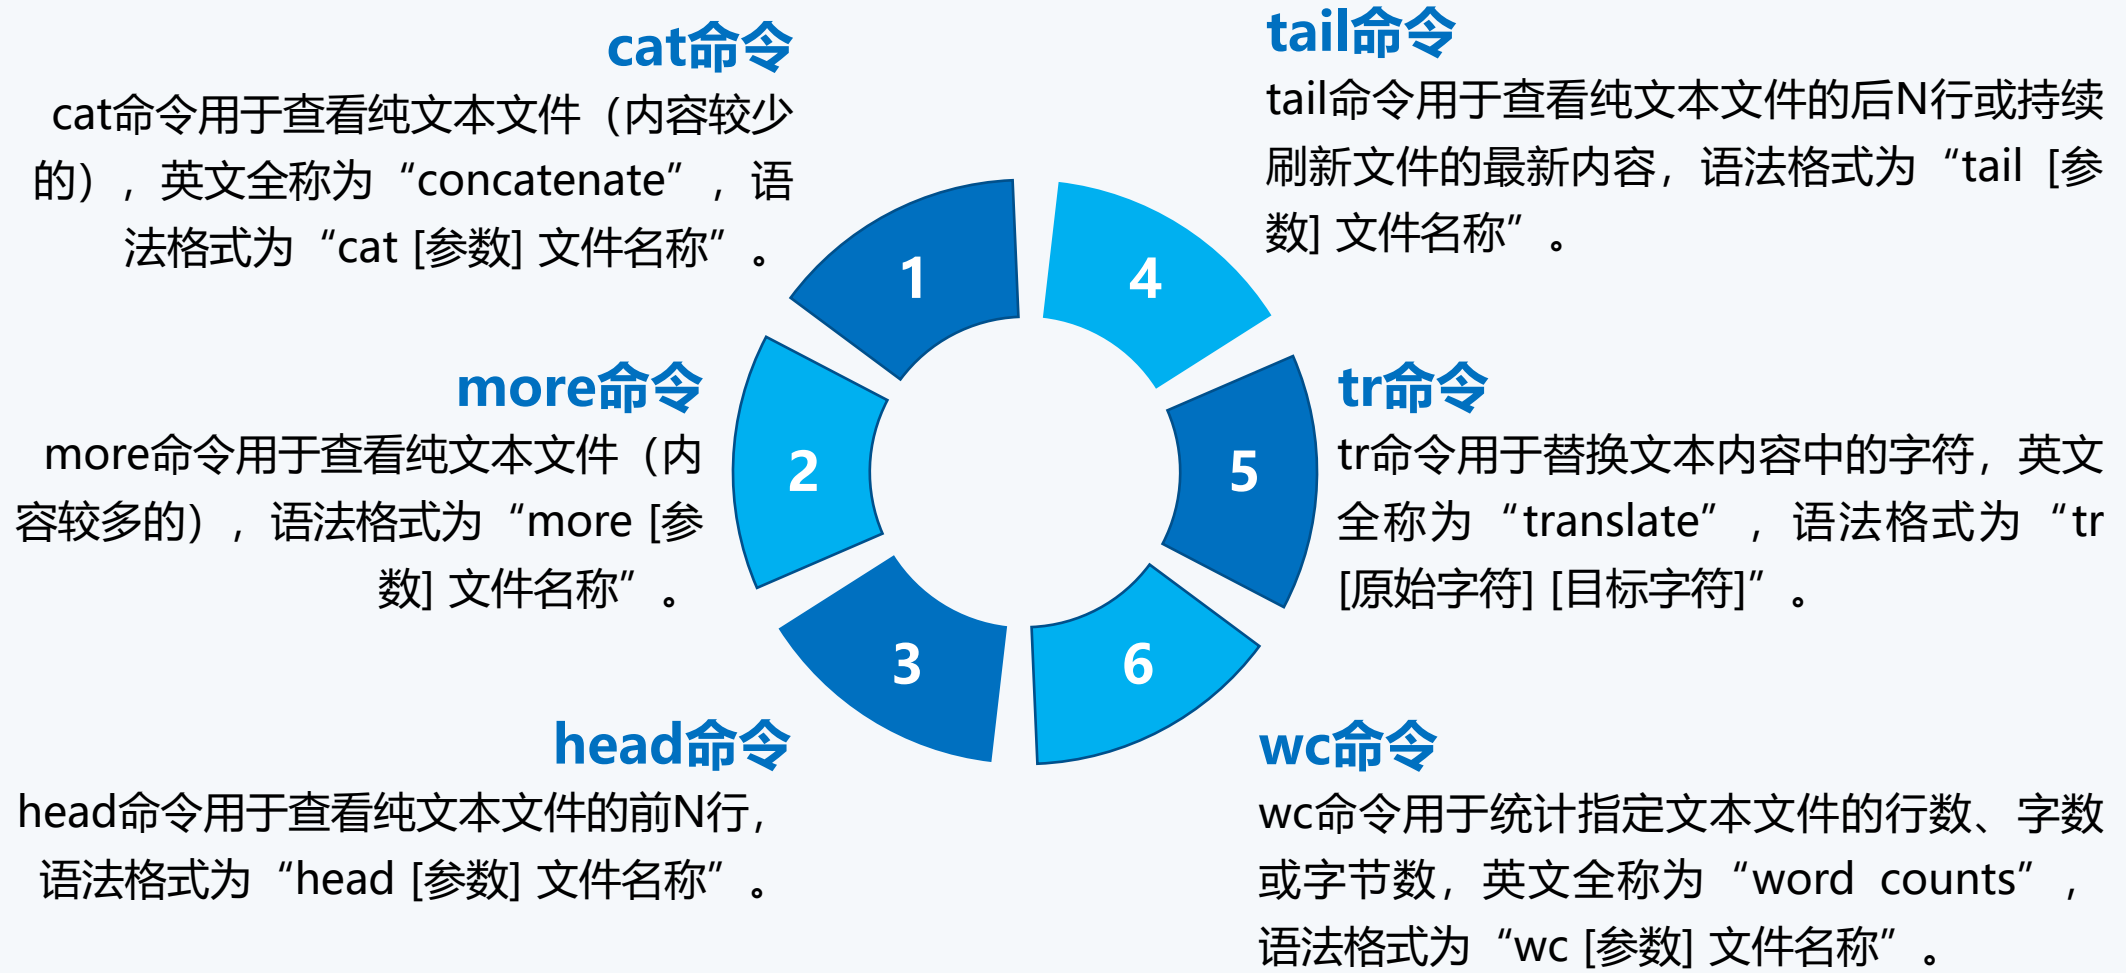 cat命令
cat命令用于查看纯文本文件（内容较少
的），英文全称为“concatenate”，语
法格式为“cat [参数] 文件名称”。
1
more命令
more命令用于查看纯文本文件（内
容较多的），语法格式为“more [参
数] 文件名称”。
2
head命令
head命令用于查看纯文本文件的前N行，
语法格式为“head [参数] 文件名称”。
3
tail命令
tail命令用于查看纯文本文件的后N行或持续
刷新文件的最新内容，语法格式为“tail [参
数] 文件名称”。
4
tr命令
tr命令用于替换文本内容中的字符，英文
全称为“translate”，语法格式为“tr
[原始字符] [目标字符]”。
5
wc命令
wc命令用于统计指定文本文件的行数、字数
或字节数，英文全称为“word counts”，
语法格式为“wc [参数] 文件名称”。
6